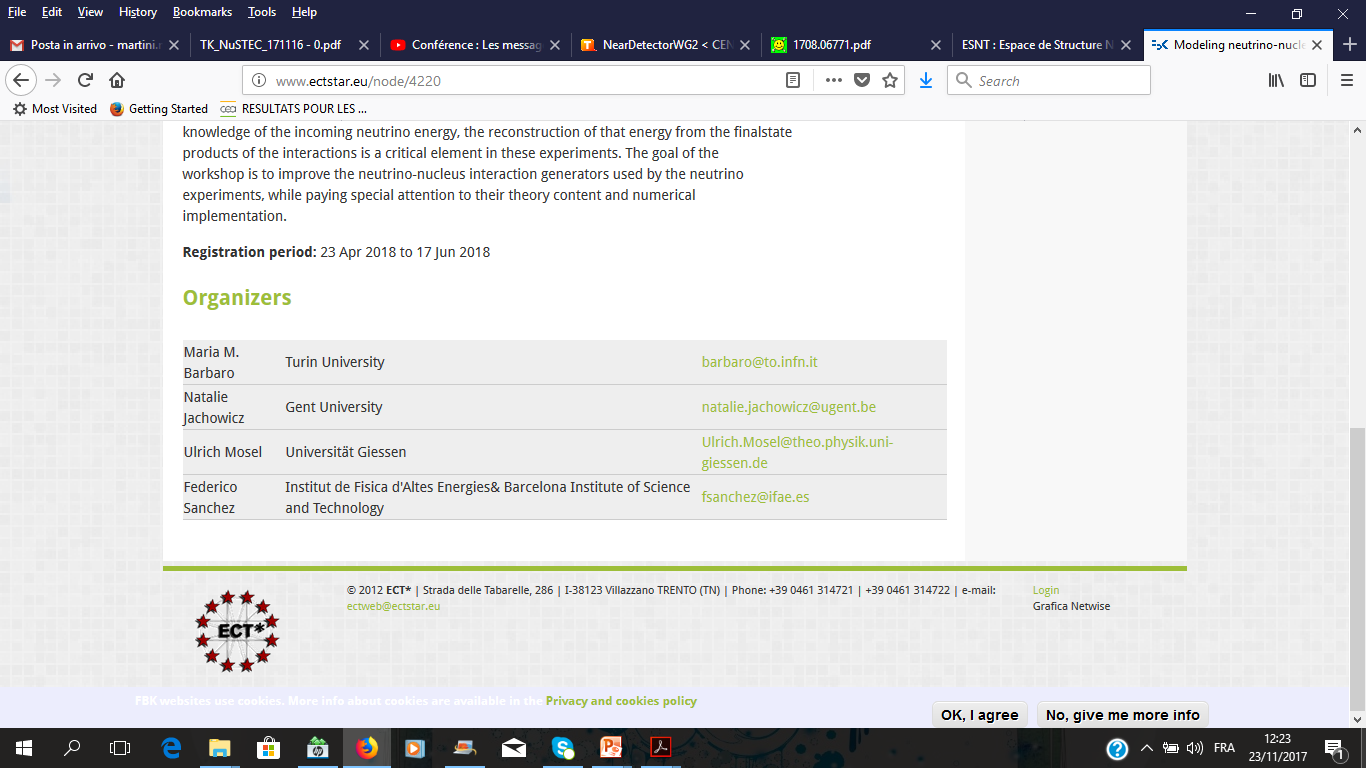 File Edit View History Bookmarks Tools Help
Posta in arrivo - martini.r
TK_NuSTEC_171116 - 0.pdf
Conférence : Les messag
NearDetectorWG2 < CEN
1708.06771.pdf
ESNT : Espace de Structure N
Modeling neutrino-nucle
www.ectstar.eu/node/4220
Search
Most Visited Getting Started RESULTATS POUR LES ...
knowledge of the incoming neutrino energy, the reconstruction of that energy from the finalstate
products of the interactions is a critical element in these experiments. The goal of the
workshop is to improve the neutrino-nucleus interaction generators used by the neutrino
experiments, while paying special attention to their theory content and numerical
implementation.
Registration period: 23 Apr 2018 to 17 Jun 2018
Organizers
Maria M.
Barbaro
Turin University
barbaro@to.infn.it
Natalie
Jachowicz
Gent University
natalie.jachowicz@ugent.be
Ulrich Mosel
Universität Giessen
Ulrich.Mosel@theo.physik.uni-
giessen.de
Federico
Sanchez
Institut de Fisica d'Altes Energies& Barcelona Institute of Science
and Technology
fsanchez@ifae.es
ECT*
© 2012 ECT* | Strada delle Tabarelle, 286 | I-38123 Villazzano TRENTO (TN) | Phone: +39 0461 314721 | +39 0461 314722 | e-mail:
ectweb@ectstar.eu
Login
Grafica Netwise
FBK websites use cookies. More info about cookies are available in the Privacy and cookies policy
OK, I agree
No, give me more info
FRA
12:23
23/11/2017
1